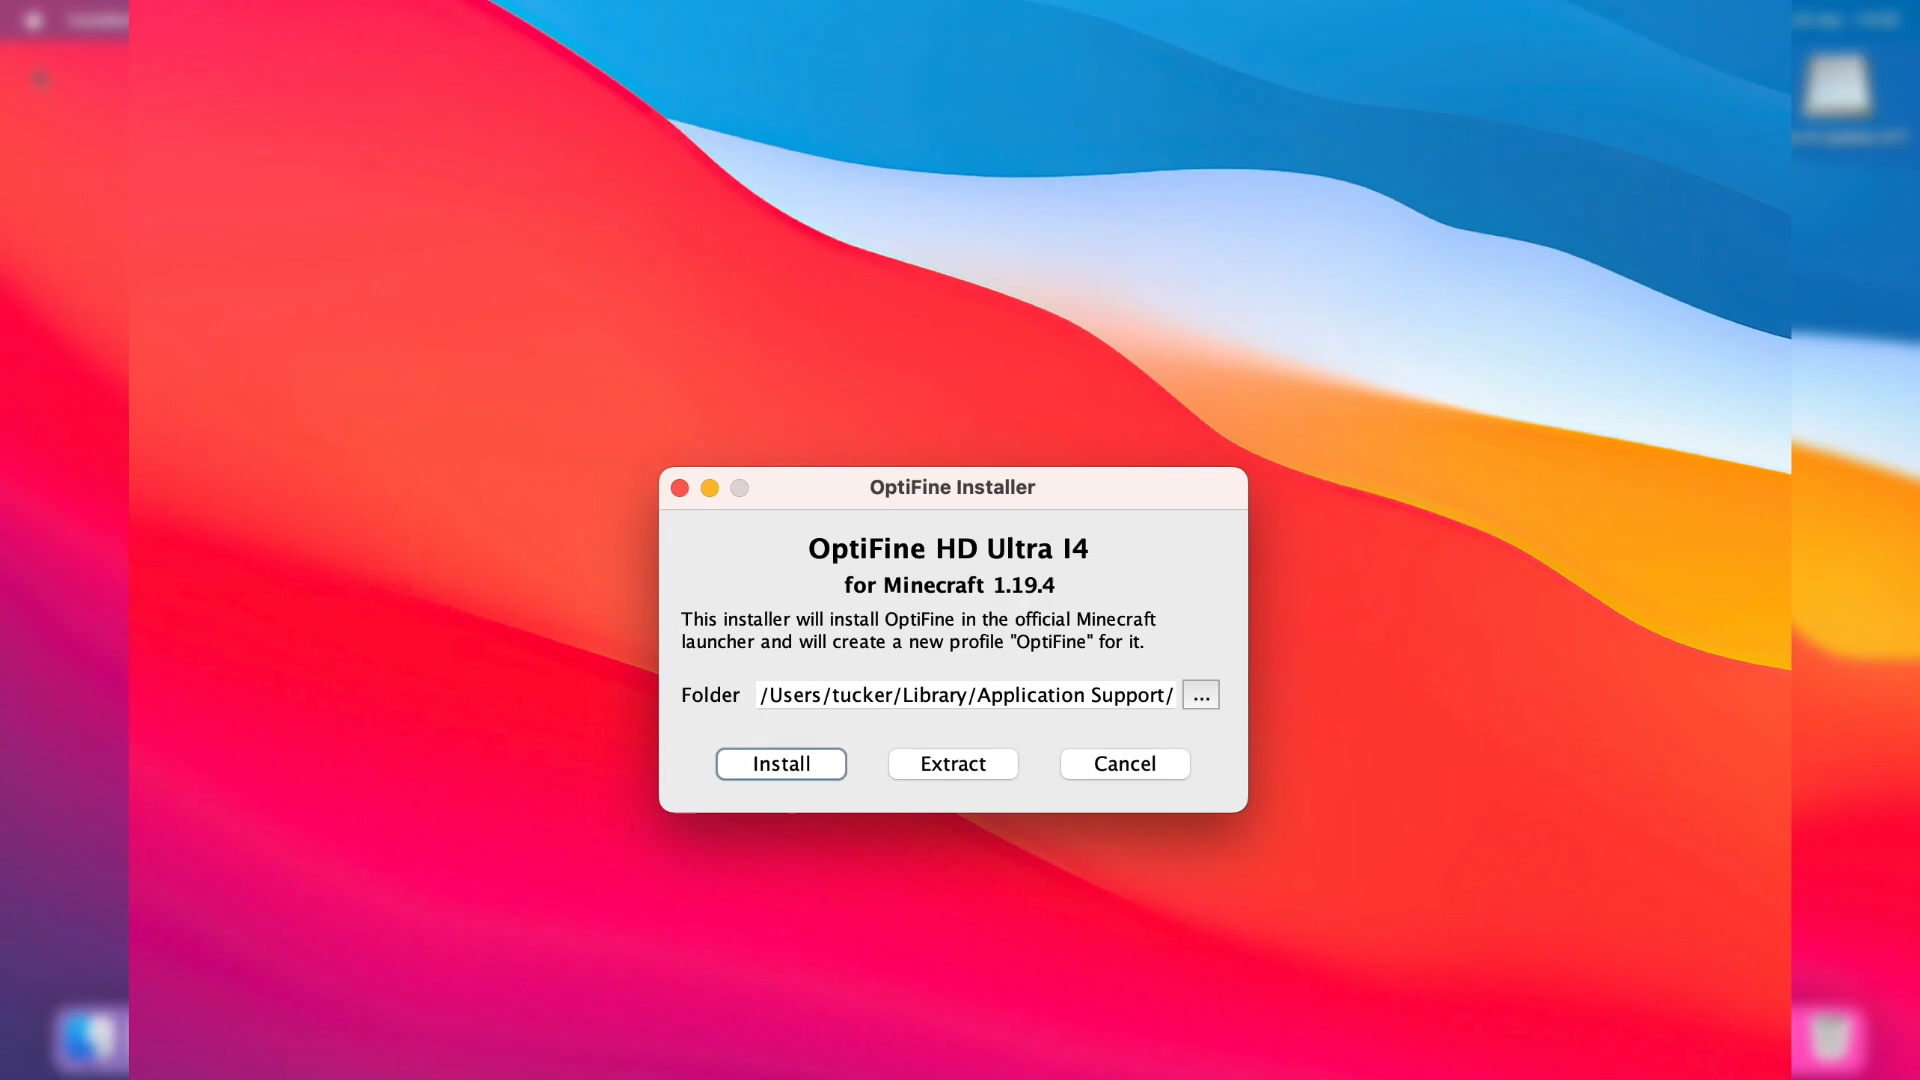 OptiFine Installer
OptiFine HD Ultra I4
for Minecraft 1.19.4
This installer will install OptiFine in the official Minecraft
launcher and will create a new profile "OptiFine" for it.
Folder /Users/tucker/Library/Application Support/ ...
Install Extract Cancel